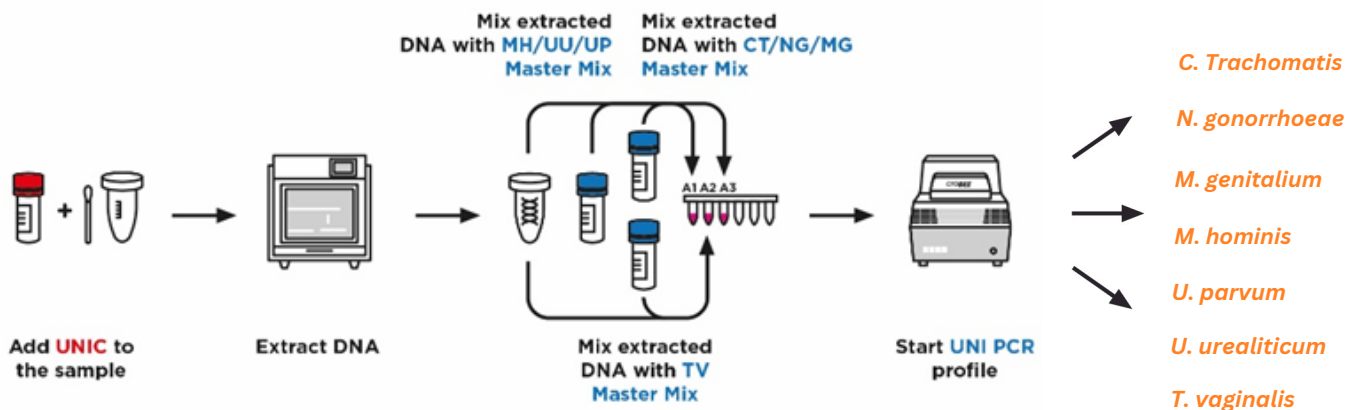 Mix extracted
DNA with MH/UU/UP
Master Mix
Mix extracted
DNA with CT/NG/MG
Master Mix
A1 A2 A3
Add UNIC to
the sample
Extract DNA
Mix extracted
DNA with TV
Master Mix
Start UNI PCR
profile
C. Trachomatis
N. gonorrhoeae
M. genitalium
M. hominis
U. parvum
U. urealiticum
T. vaginalis